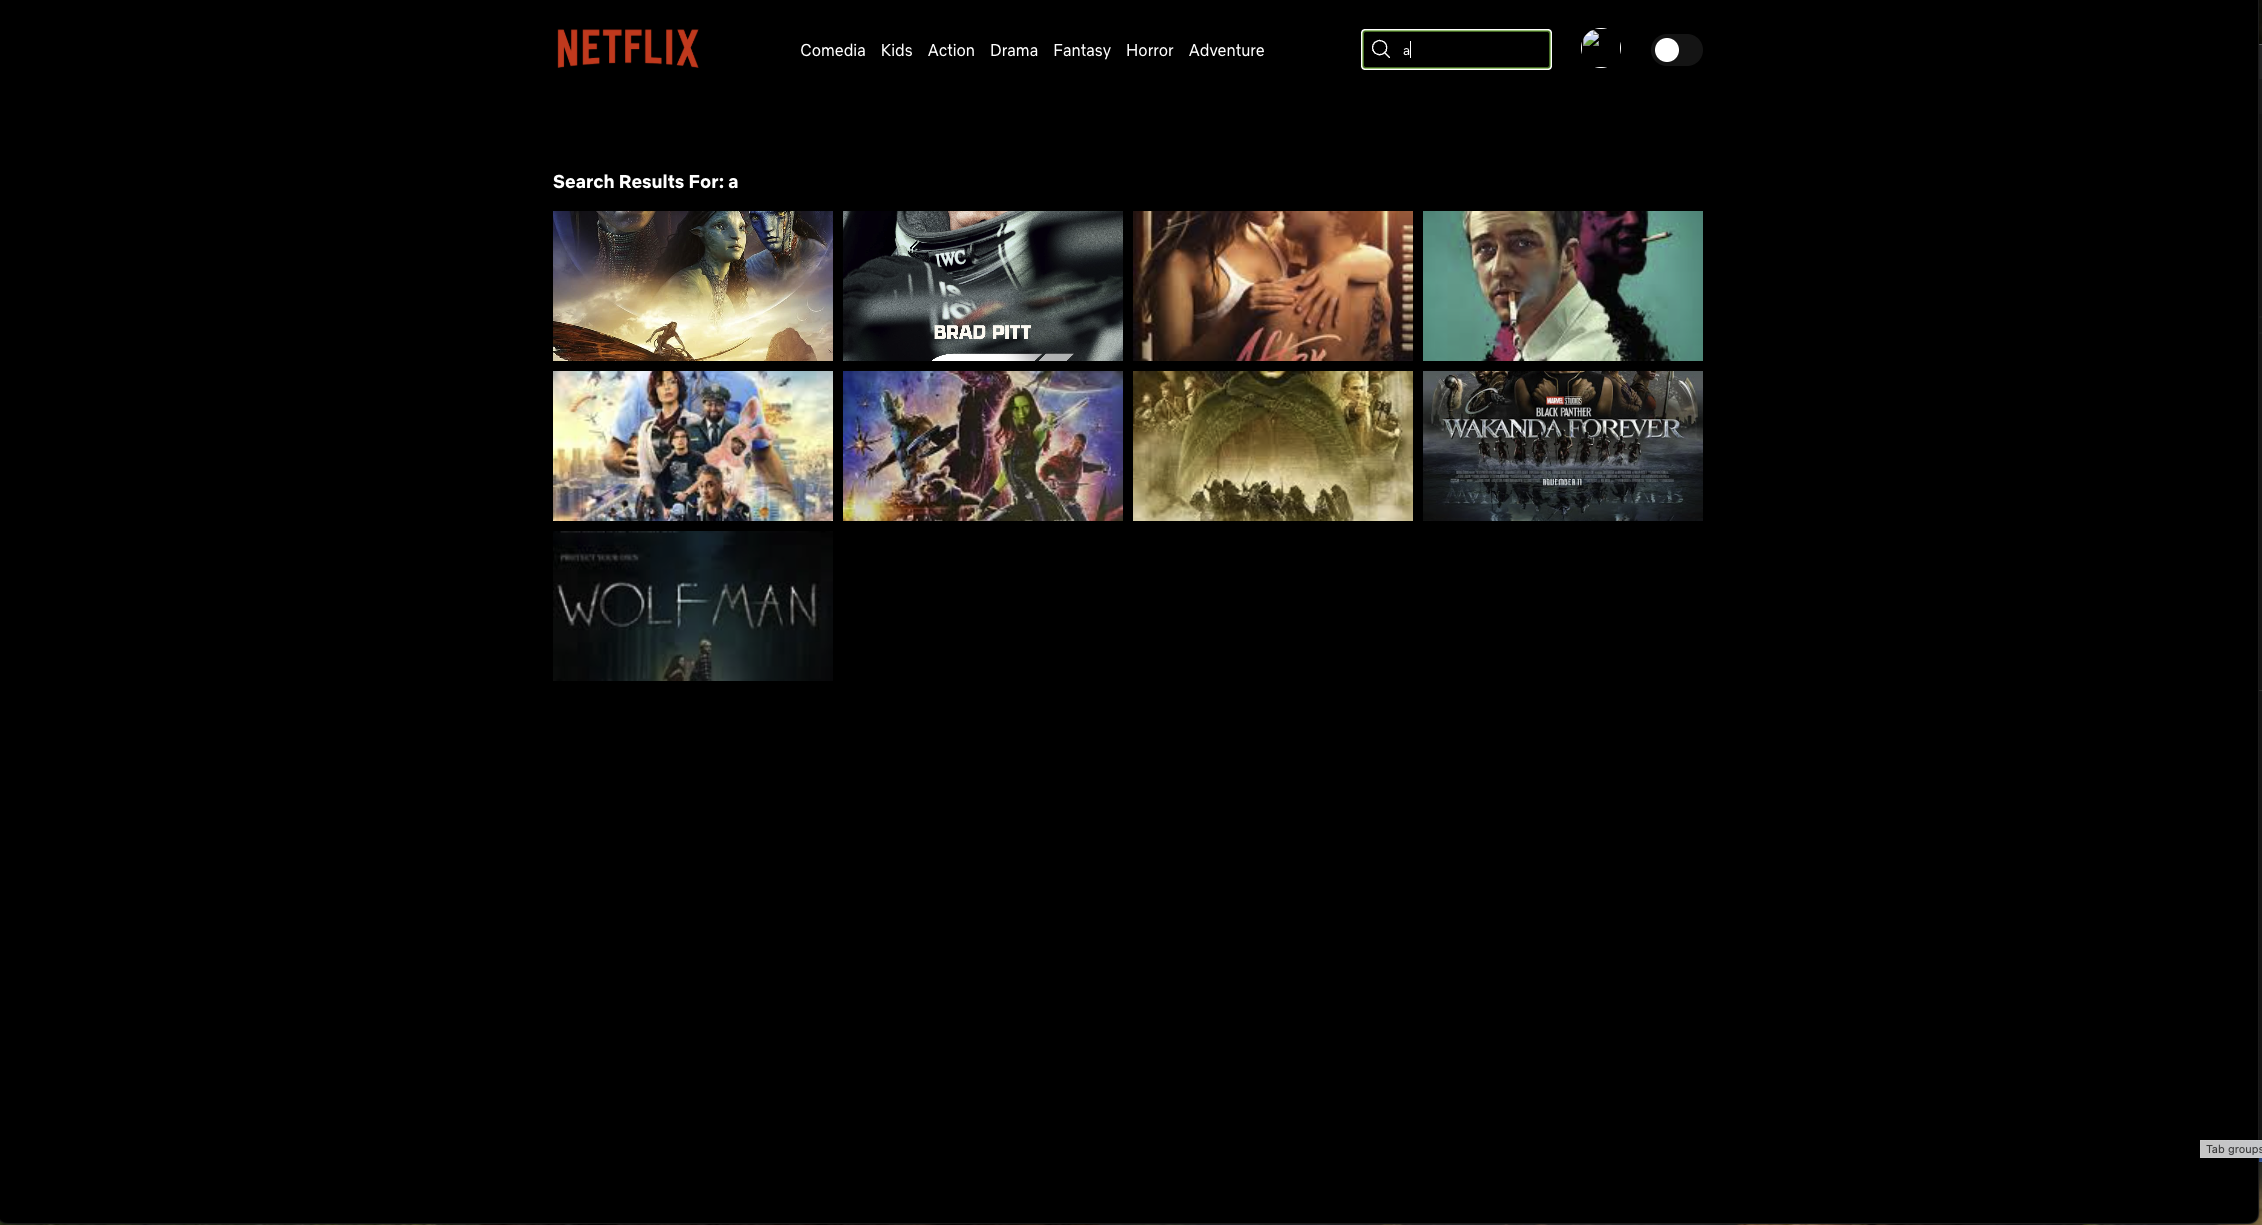 NETFLIX
Comedia Kids Action Drama Fantasy Horror Adventure
a
Search Results For: a
IWC
BRAD PITT
After
MARVEL STUDIOS
BLACK PANTHER
WAKANDA FOREVER
NOVEMBER 11
PROTECT YOUR OWN
WOLF MAN
Tab groups